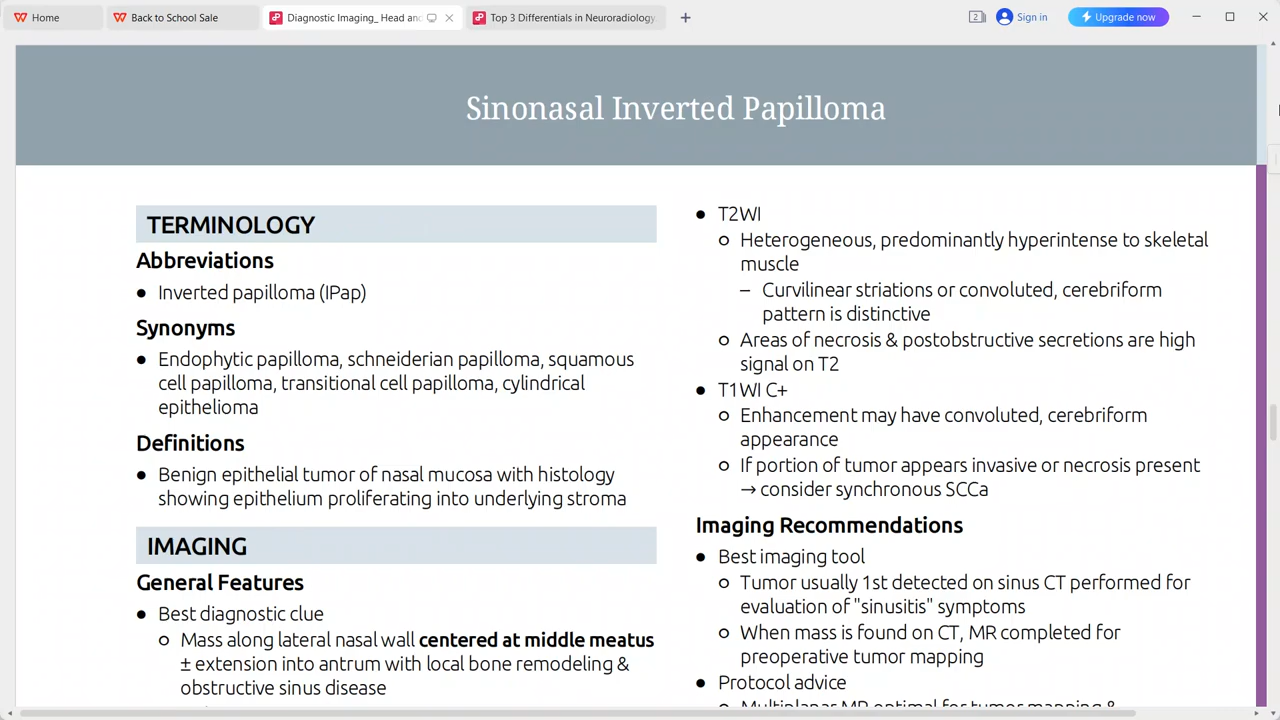 Home
Back to School Sale
Diagnostic Imaging_ Head and
Top 3 Differentials in Neuroradiology
2
Sign in
Upgrade now
Sinonasal Inverted Papilloma
TERMINOLOGY
Abbreviations
● Inverted papilloma (IPap)
Synonyms
● Endophytic papilloma, schneiderian papilloma, squamous
cell papilloma, transitional cell papilloma, cylindrical
epithelioma
Definitions
● Benign epithelial tumor of nasal mucosa with histology
showing epithelium proliferating into underlying stroma
IMAGING
General Features
● Best diagnostic clue
o Mass along lateral nasal wall centered at middle meatus
± extension into antrum with local bone remodeling &
obstructive sinus disease
● T2WI
o Heterogeneous, predominantly hyperintense to skeletal
muscle
– Curvilinear striations or convoluted, cerebriform
pattern is distinctive
o Areas of necrosis & postobstructive secretions are high
signal on T2
● T1WI C+
o Enhancement may have convoluted, cerebriform
appearance
o If portion of tumor appears invasive or necrosis present
→ consider synchronous SCCa
Imaging Recommendations
● Best imaging tool
o Tumor usually 1st detected on sinus CT performed for
evaluation of "sinusitis" symptoms
o When mass is found on CT, MR completed for
preoperative tumor mapping
● Protocol advice
o Multiplanar MR optimal for tumor mapping &